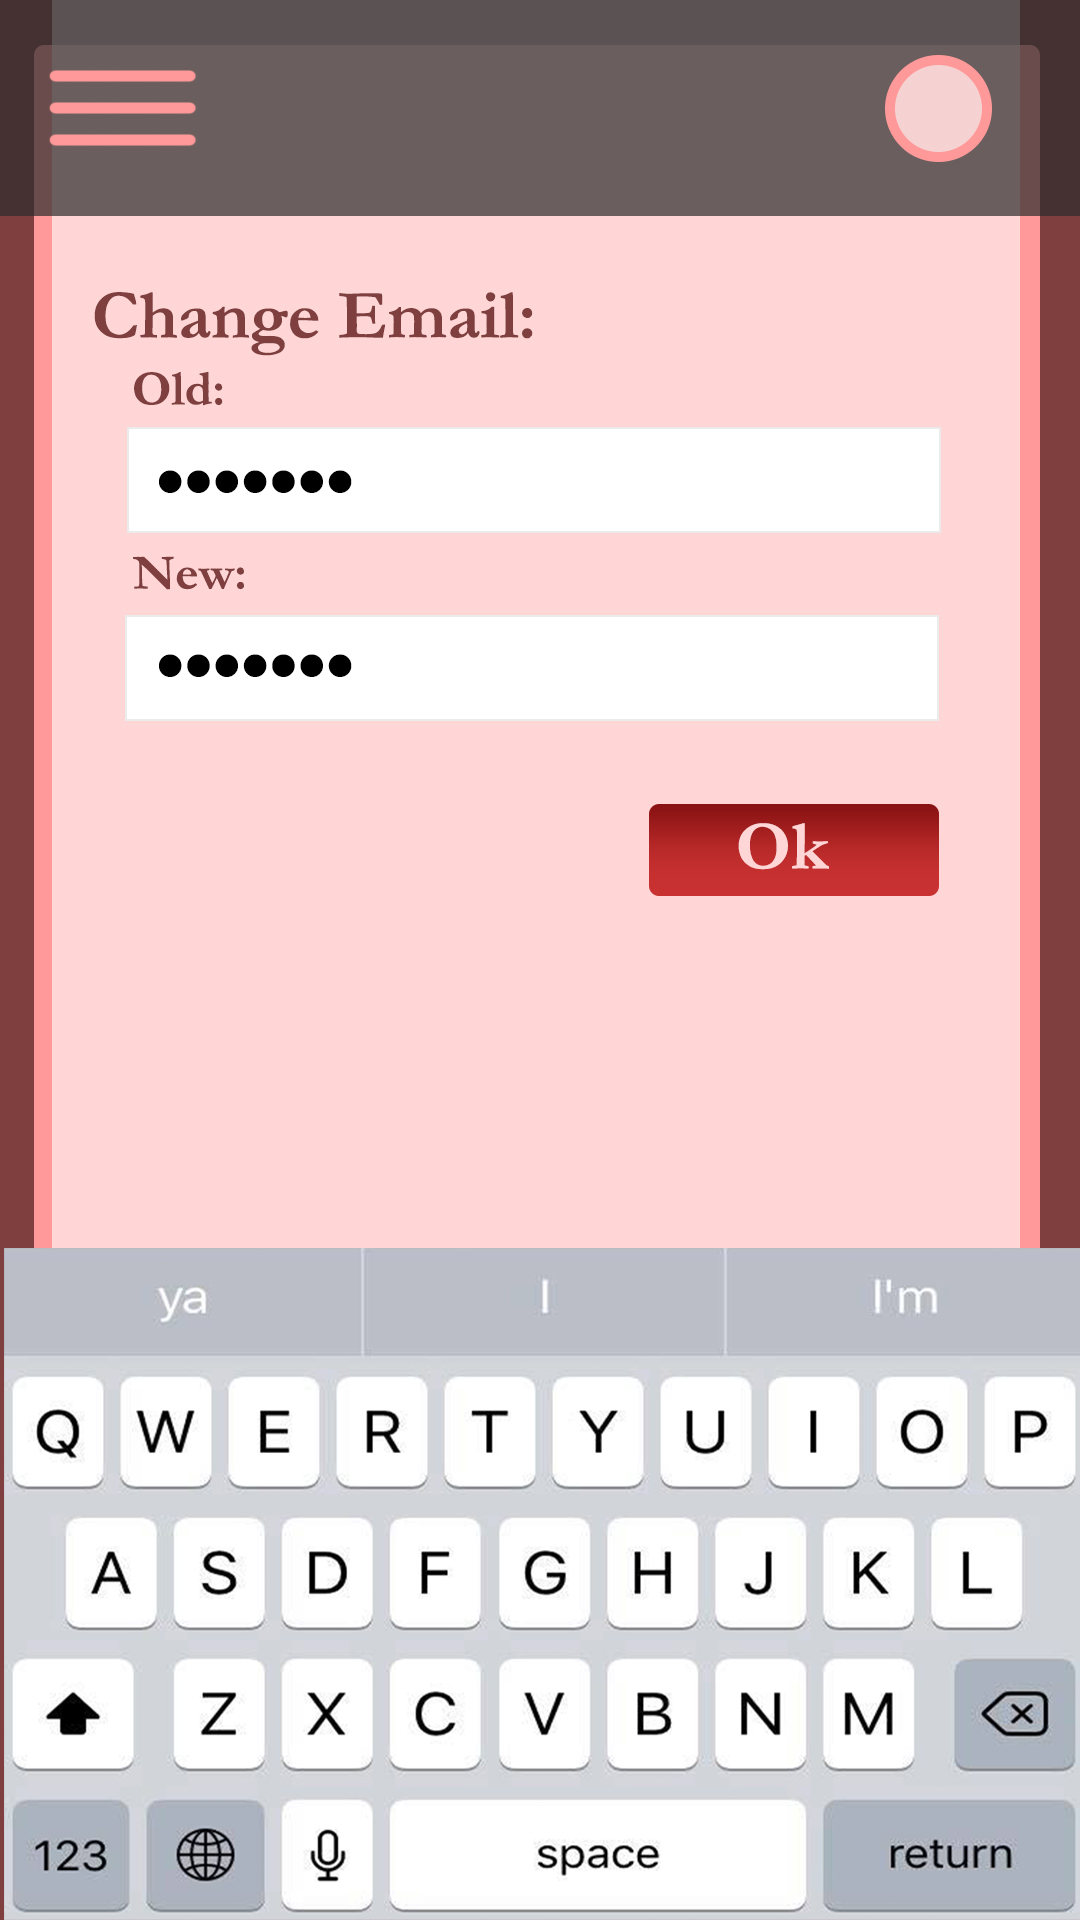 Change Email:
Old:
•••••••
New:
•••••••
Ok
ya I I'm
Q W E R T Y U I O P
A S D F G H J K L
Z X C V B N M
123 space return